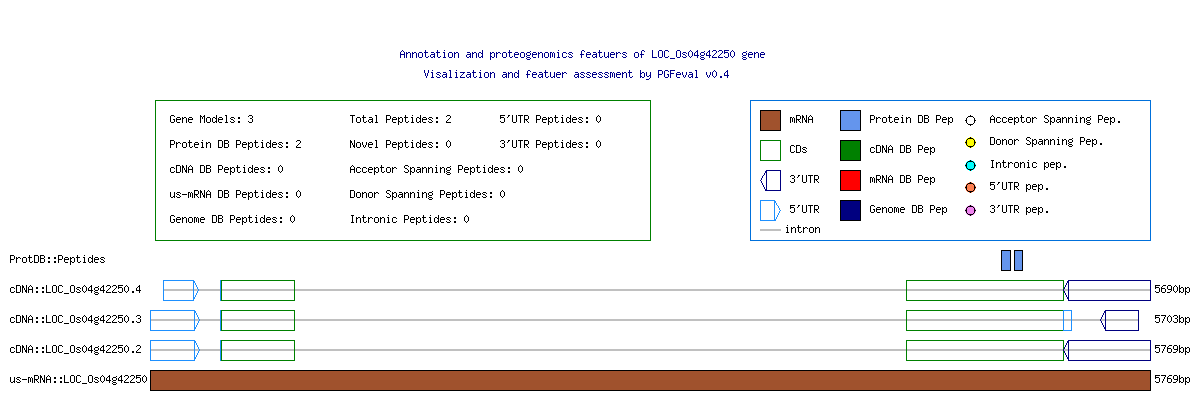 Annotation and proteogenomics featuers of LOC_Os04g42250 gene
Visalization and featuer assessment by PGFeval v0.4
Gene Models: 3 Total Peptides: 2 5'UTR Peptides: 0
Protein DB Peptides: 2 Novel Peptides: 0 3'UTR Peptides: 0
cDNA DB Peptides: 0 Acceptor Spanning Peptides: 0
us-mRNA DB Peptides: 0 Donor Spanning Peptides: 0
Genome DB Peptides: 0 Intronic Peptides: 0
mRNA Protein DB Pep Acceptor Spanning Pep.
CDs cDNA DB Pep Donor Spanning Pep.
3'UTR mRNA DB Pep Intronic pep.
5'UTR Genome DB Pep 5'UTR pep.
intron 3'UTR pep.
ProtDB::Peptides
cDNA::LOC_Os04g42250.4 5690bp
cDNA::LOC_Os04g42250.3 5703bp
cDNA::LOC_Os04g42250.2 5769bp
us-mRNA::LOC_Os04g42250 5769bp